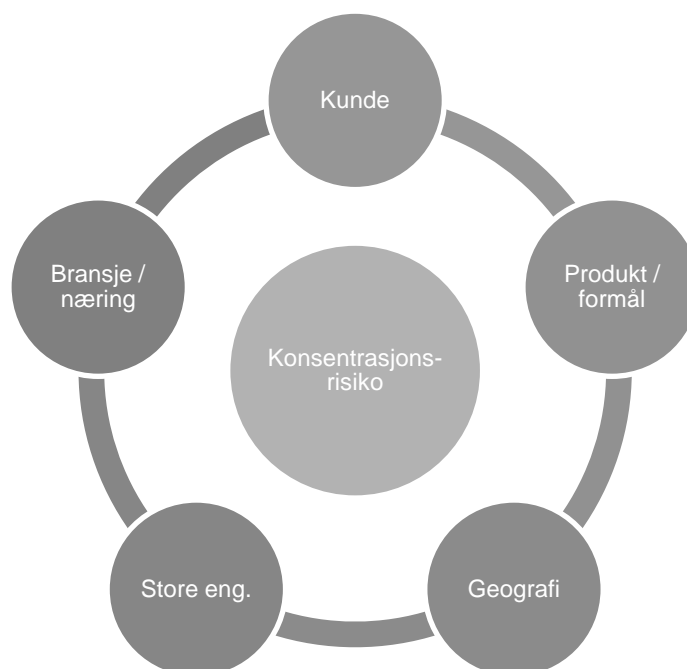 Kunde
Produkt /
formål
Geografi
Store eng.
Bransje /
næring
Konsentrasjons-
risiko